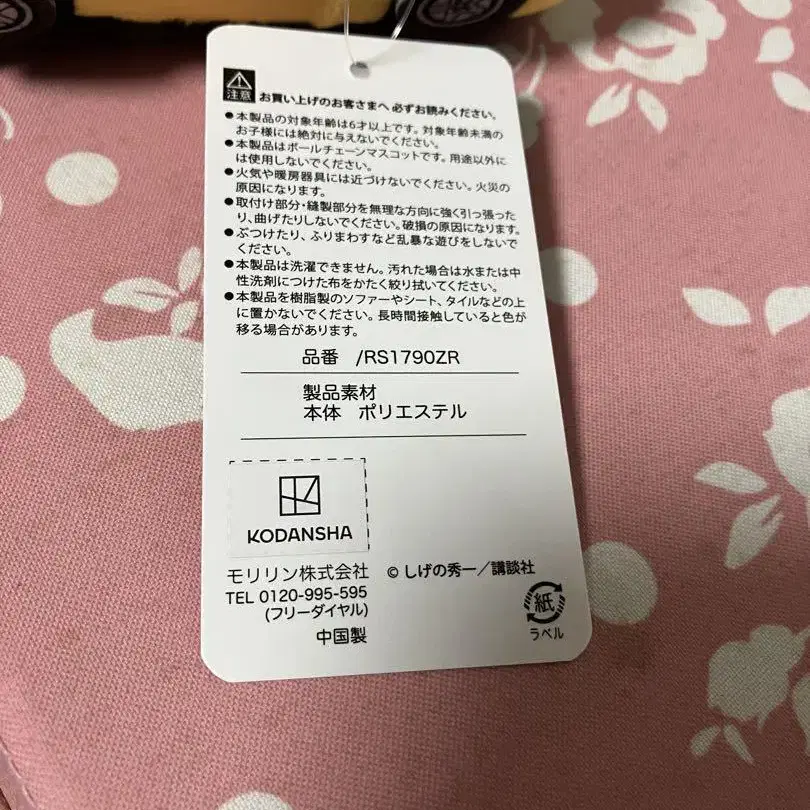 注意 お買い上げのお客さまへ 必ずお読みください。
●本製品の対象年齢は6才以上です。対象年齢未満の
お子様には絶対に与えないでください。
●本製品はボールチェーンマスコットです。用途以外に
は使用しないでください。
●火気や暖房器具には近づけないでください。火災の
原因になります。
●取付け部分・縫製部分を無理な方向に強く引っ張った
り、曲げたりしないでください。破損の原因になります。
●ぶつけたり、ふりまわすなど乱暴な遊びをしないで
ください。
●本製品は洗濯できません。汚れた場合は水または中
性洗剤につけた布をかたく絞り拭いてください。
●本製品を樹脂製のソファーやシート、タイルなどの上
に置かないでください。長時間接触していると色が
移る場合があります。
品番 /RS1790ZR
製品素材
本体 ポリエステル
KODANSHA
モリリン株式会社 © しげの秀一／講談社
TEL 0120-995-595
(フリーダイヤル)
中国製
紙
ラベル